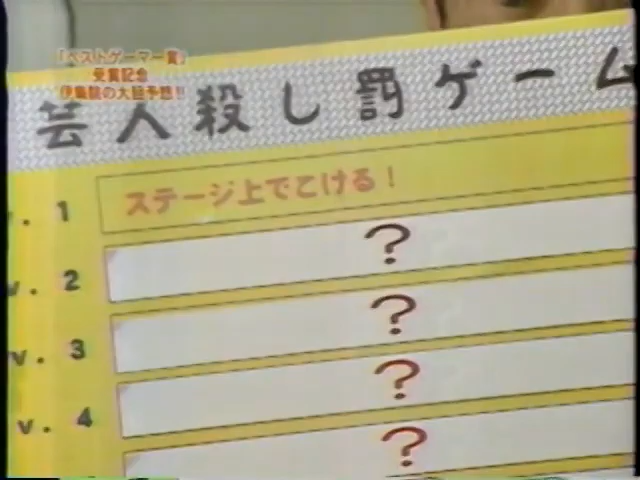 「ベストゲーマー賞」
受賞記念
伊集院の大胆予想!!
芸人殺し罰ゲーム
v. 1 ステージ上でこける!
v. 2 ?
v. 3 ?
v. 4 ?
?